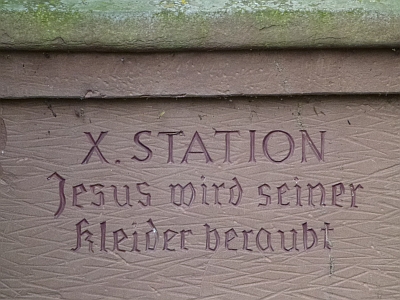 X. STATION
Jesus wird seiner
Kleider beraubt